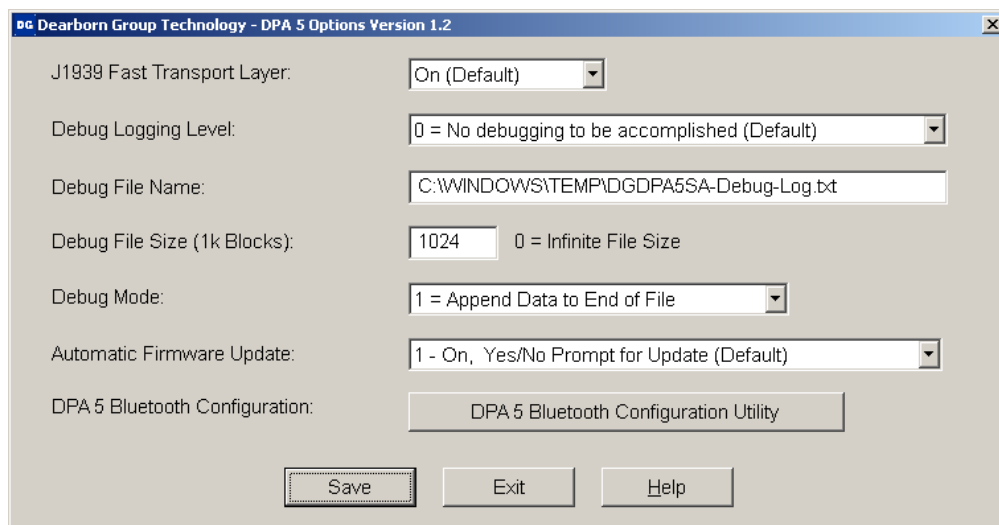 DG Dearborn Group Technology - DPA 5 Options Version 1.2
J1939 Fast Transport Layer: On (Default)
Debug Logging Level: 0 = No debugging to be accomplished (Default)
Debug File Name: C:\WINDOWS\TEMP\DGDPA5SA-Debug-Log.txt
Debug File Size (1k Blocks): 1024 0 = Infinite File Size
Debug Mode: 1 = Append Data to End of File
Automatic Firmware Update: 1 - On, Yes/No Prompt for Update (Default)
DPA 5 Bluetooth Configuration: DPA 5 Bluetooth Configuration Utility
Save Exit Help